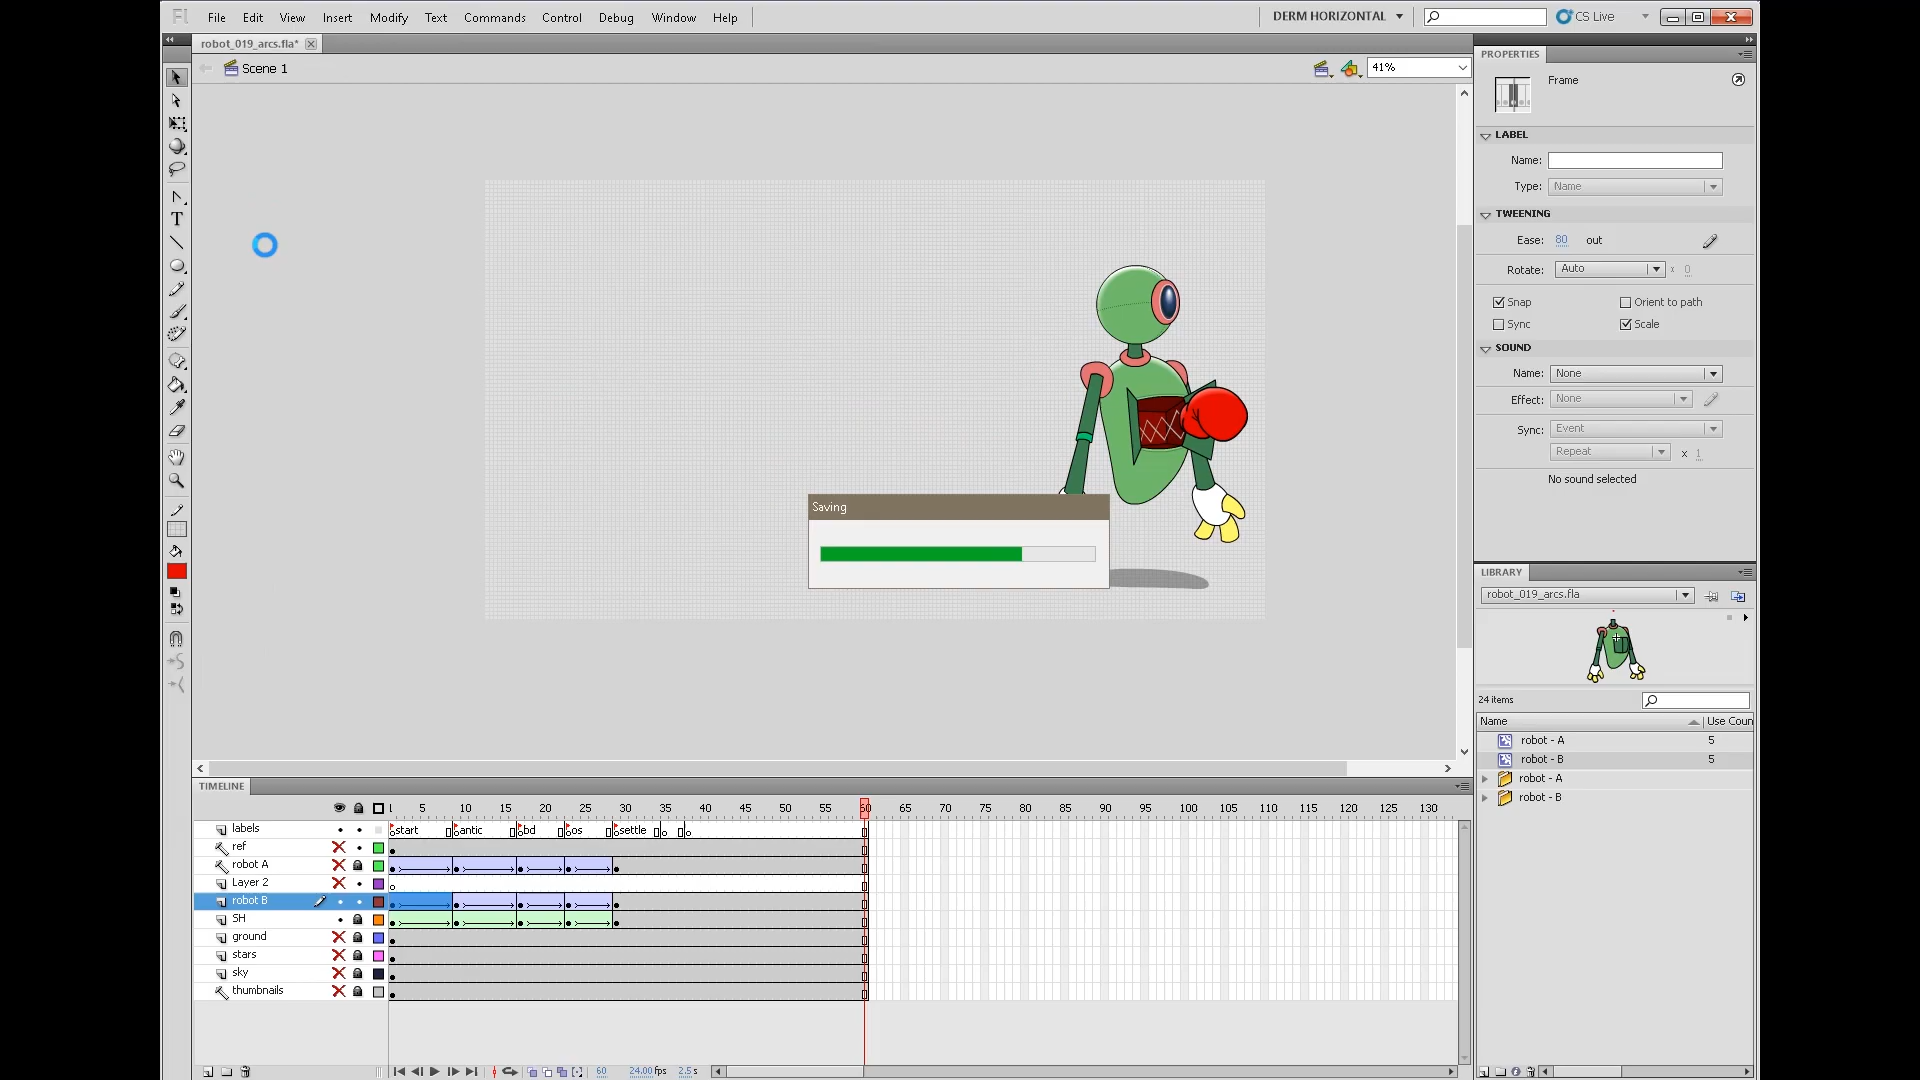 Fl File Edit View Insert Modify Text Commands Control Debug Window Help DERM HORIZONTAL CS Live
robot_019_arcs.fla*
Scene 1 41%
PROPERTIES
Frame
LABEL
Name:
Type: Name
TWEENING
Ease: 80 out
Rotate: Auto x 0
Snap Orient to path
Sync Scale
SOUND
Name: None
Effect: None
Sync: Event
Repeat x 1
No sound selected
Saving
LIBRARY
robot_019_arcs.fla
24 items
Name Use Coun
robot - A 5
robot - B 5
robot - A
robot - B
TIMELINE
5 10 15 20 25 30 35 40 45 50 55 60 65 70 75 80 85 90 95 100 105 110 115 120 125 130
labels start antic bd os settle
ref
robot A
Layer 2
robot B
SH
ground
stars
sky
thumbnails
60 24.00 fps 2.5 s